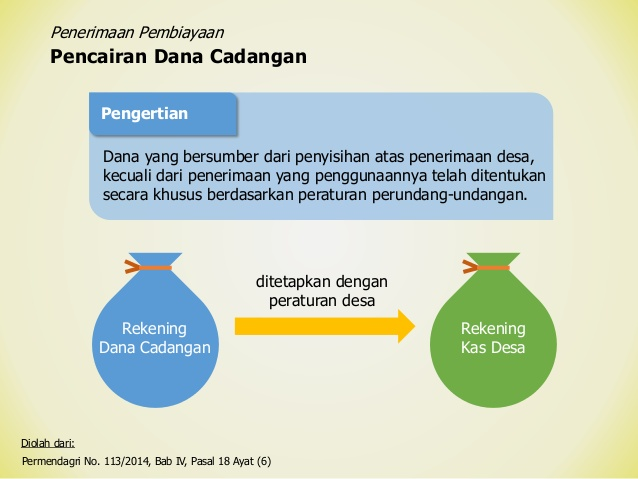 Penerimaan Pembiayaan
Pencairan Dana Cadangan
Pengertian
Dana yang bersumber dari penyisihan atas penerimaan desa,
kecuali dari penerimaan yang penggunaannya telah ditentukan
secara khusus berdasarkan peraturan perundang-undangan.
ditetapkan dengan
peraturan desa
Rekening
Dana Cadangan
Rekening
Kas Desa
Diolah dari:
Permendagri No. 113/2014, Bab IV, Pasal 18 Ayat (6)